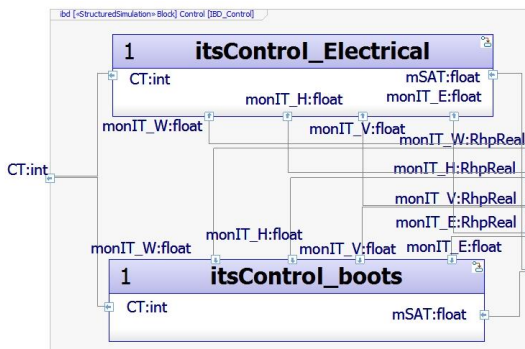 ibd [«StructuredSimulation» Block] Control [IBD_Control]
1 itsControl_Electrical
CT:int
mSAT:float
monIT_H:float
monIT_E:float
monIT_W:float
monIT_V:float
monIT_W:RhpReal
CT:int
monIT_H:RhpReal
monIT_V:RhpReal
monIT_E:RhpReal
monIT_W:float
monIT_H:float
monIT_V:float
monIT_E:float
1 itsControl_boots
CT:int
mSAT:float